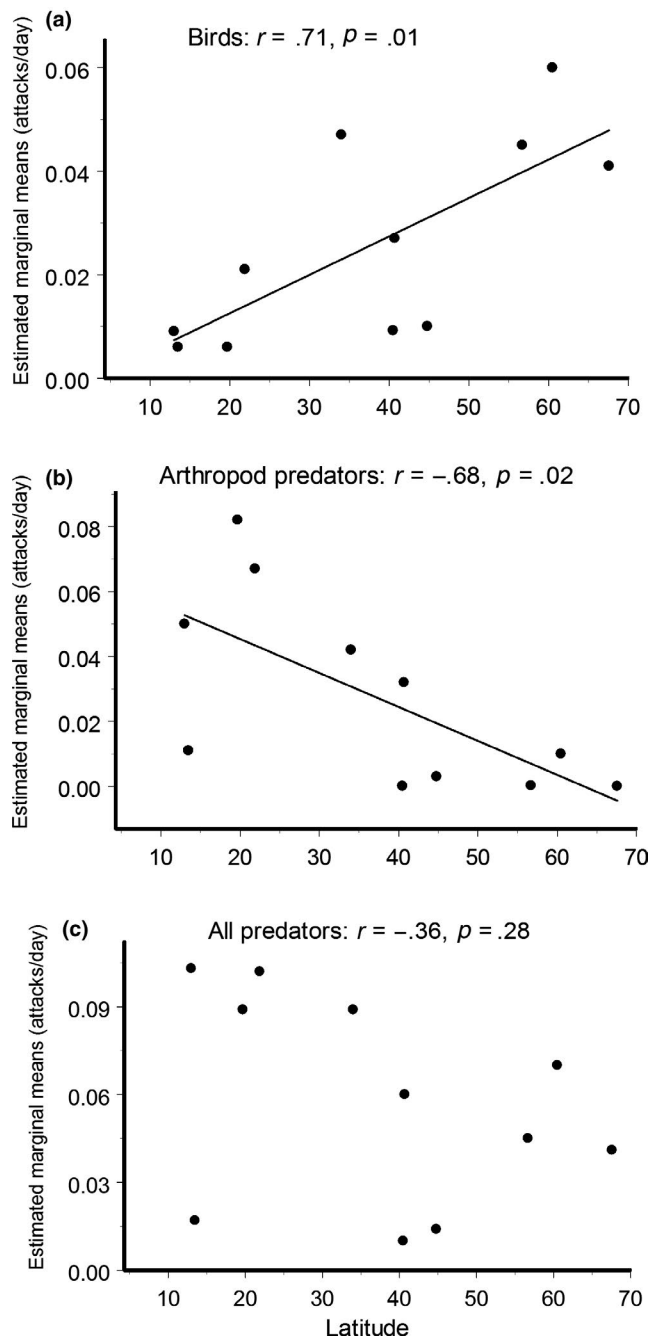 (a)
Birds: r = .71, p = .01
Estimated marginal means (attacks/day)
0.06
0.04
0.02
0.00
10 20 30 40 50 60 70
(b)
Arthropod predators: r = –.68, p = .02
Estimated marginal means (attacks/day)
0.08
0.06
0.04
0.02
0.00
10 20 30 40 50 60 70
(c)
All predators: r = –.36, p = .28
Estimated marginal means (attacks/day)
0.09
0.06
0.03
0.00
10 20 30 40 50 60 70
Latitude